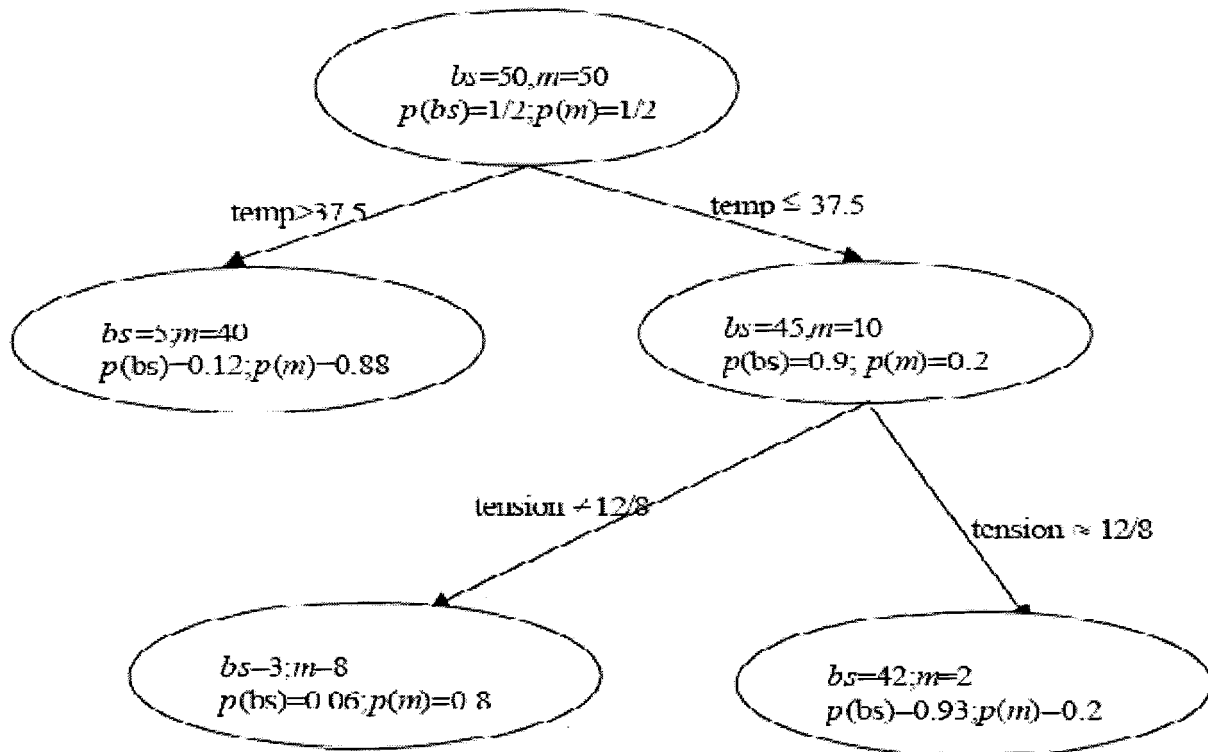 bs=50,m=50
p(bs)=1/2;p(m)=1/2
temp>37.5
temp ≤ 37.5
bs=5;m=40
p(bs)=0.12;p(m)=0.88
bs=45,m=10
p(bs)=0.9; p(m)=0.2
tension ≠ 12/8
tension ≈ 12/8
bs=3;m=8
p(bs)=0.06;p(m)=0.8
bs=42;m=2
p(bs)=0.93;p(m)=0.2